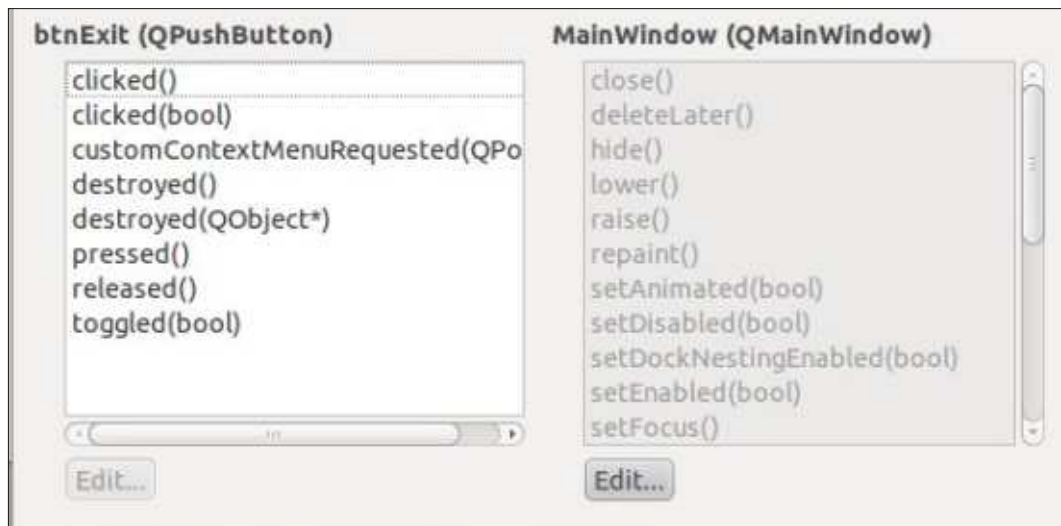 btnExit (QPushButton)
clicked()
clicked(bool)
customContextMenuRequested(QPo
destroyed()
destroyed(QObject*)
pressed()
released()
toggled(bool)
Edit...
MainWindow (QMainWindow)
close()
deleteLater()
hide()
lower()
raise()
repaint()
setAnimated(bool)
setDisabled(bool)
setDockNestingEnabled(bool)
setEnabled(bool)
setFocus()
Edit...